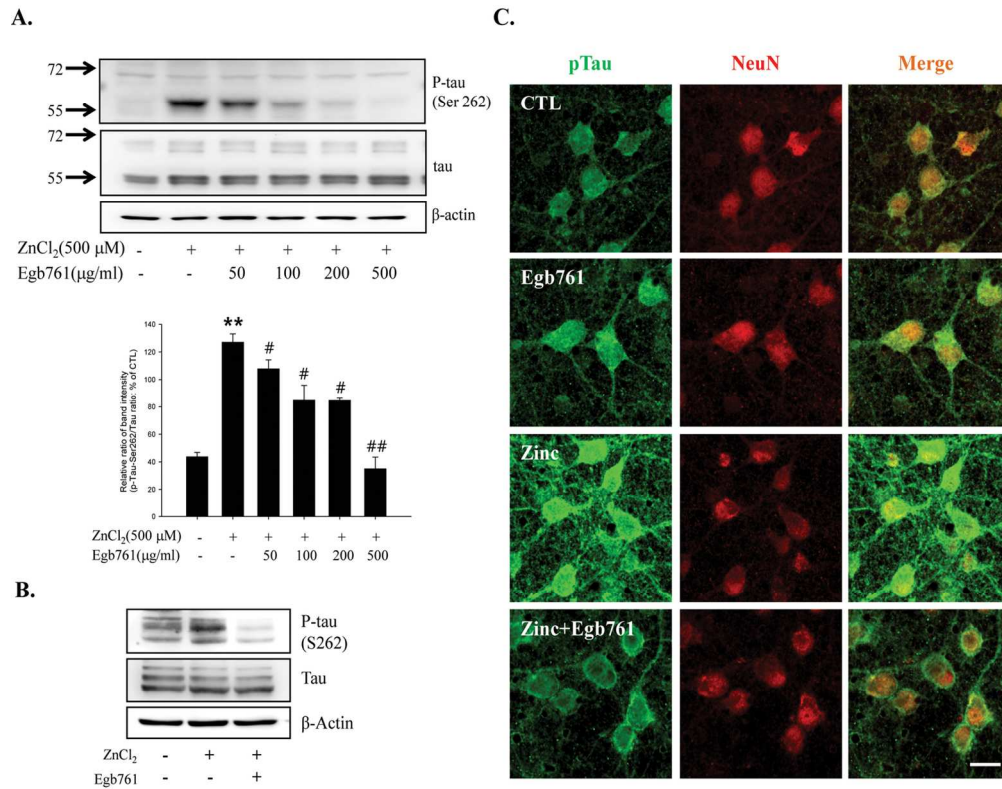 A.
72
55
P-tau
(Ser 262)
72
55
tau
β-actin
ZnCl2(500 μM) - + + + + +
Egb761(μg/ml) - - 50 100 200 500
Relative ratio of band intensity
(p-Tau-Ser262/Tau ratio: % of CTL)
140
120
100
80
60
40
20
0
**
#
#
#
##
ZnCl2(500 μM) - + + + + +
Egb761(μg/ml) - - 50 100 200 500
B.
P-tau
(S262)
Tau
β-Actin
ZnCl2 - + +
Egb761 - - +
C.
pTau NeuN Merge
CTL
Egb761
Zinc
Zinc+Egb761